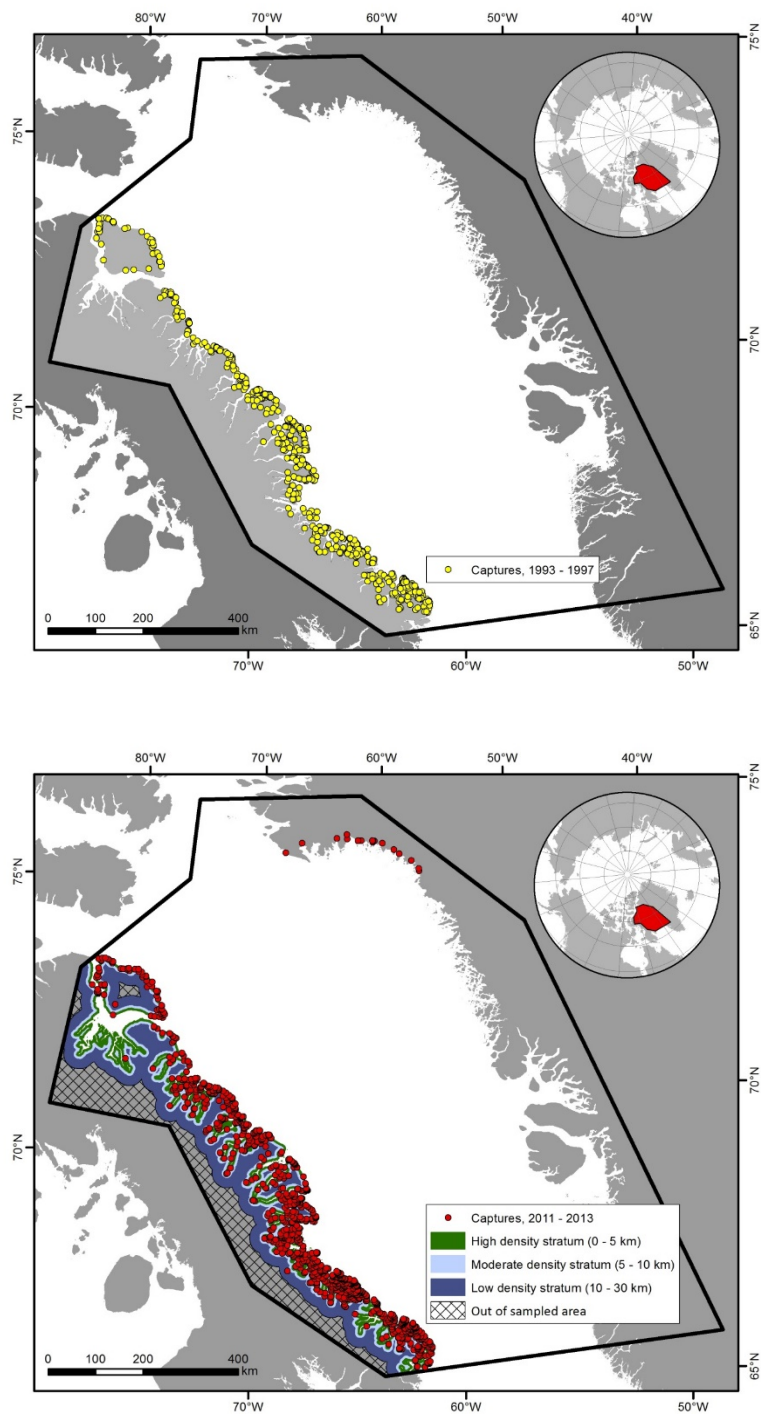 80°W 70°W 60°W 50°W 40°W
75°N
75°N
70°N
70°N
Captures, 1993 - 1997
0 100 200 400
km
65°N
70°W 60°W 50°W
80°W 70°W 60°W 50°W 40°W
75°N
75°N
70°N
70°N
Captures, 2011 - 2013
High density stratum (0 - 5 km)
Moderate density stratum (5 - 10 km)
Low density stratum (10 - 30 km)
Out of sampled area
0 100 200 400
km
65°N
70°W 60°W 50°W